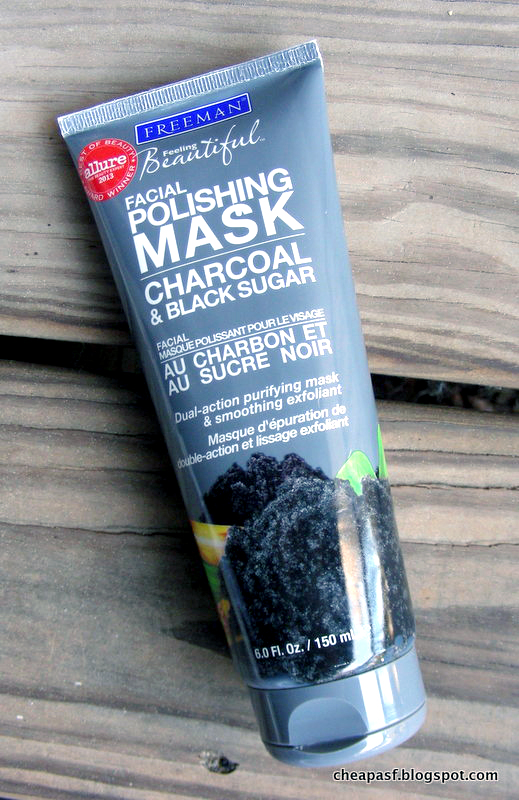 FREEMAN
Feeling
Beautiful
BEST OF BEAUTY
allure
2013
AWARD WINNER
FACIAL
POLISHING
MASK
CHARCOAL
& BLACK SUGAR
FACIAL
MASQUE POLISSANT POUR LE VISAGE
AU CHARBON ET
AU SUCRE NOIR
Dual-action purifying mask
& smoothing exfoliant
Masque d'épuration de
double-action et lissage exfoliant
6.0 Fl. Oz. / 150 ml
cheapasf.blogspot.com